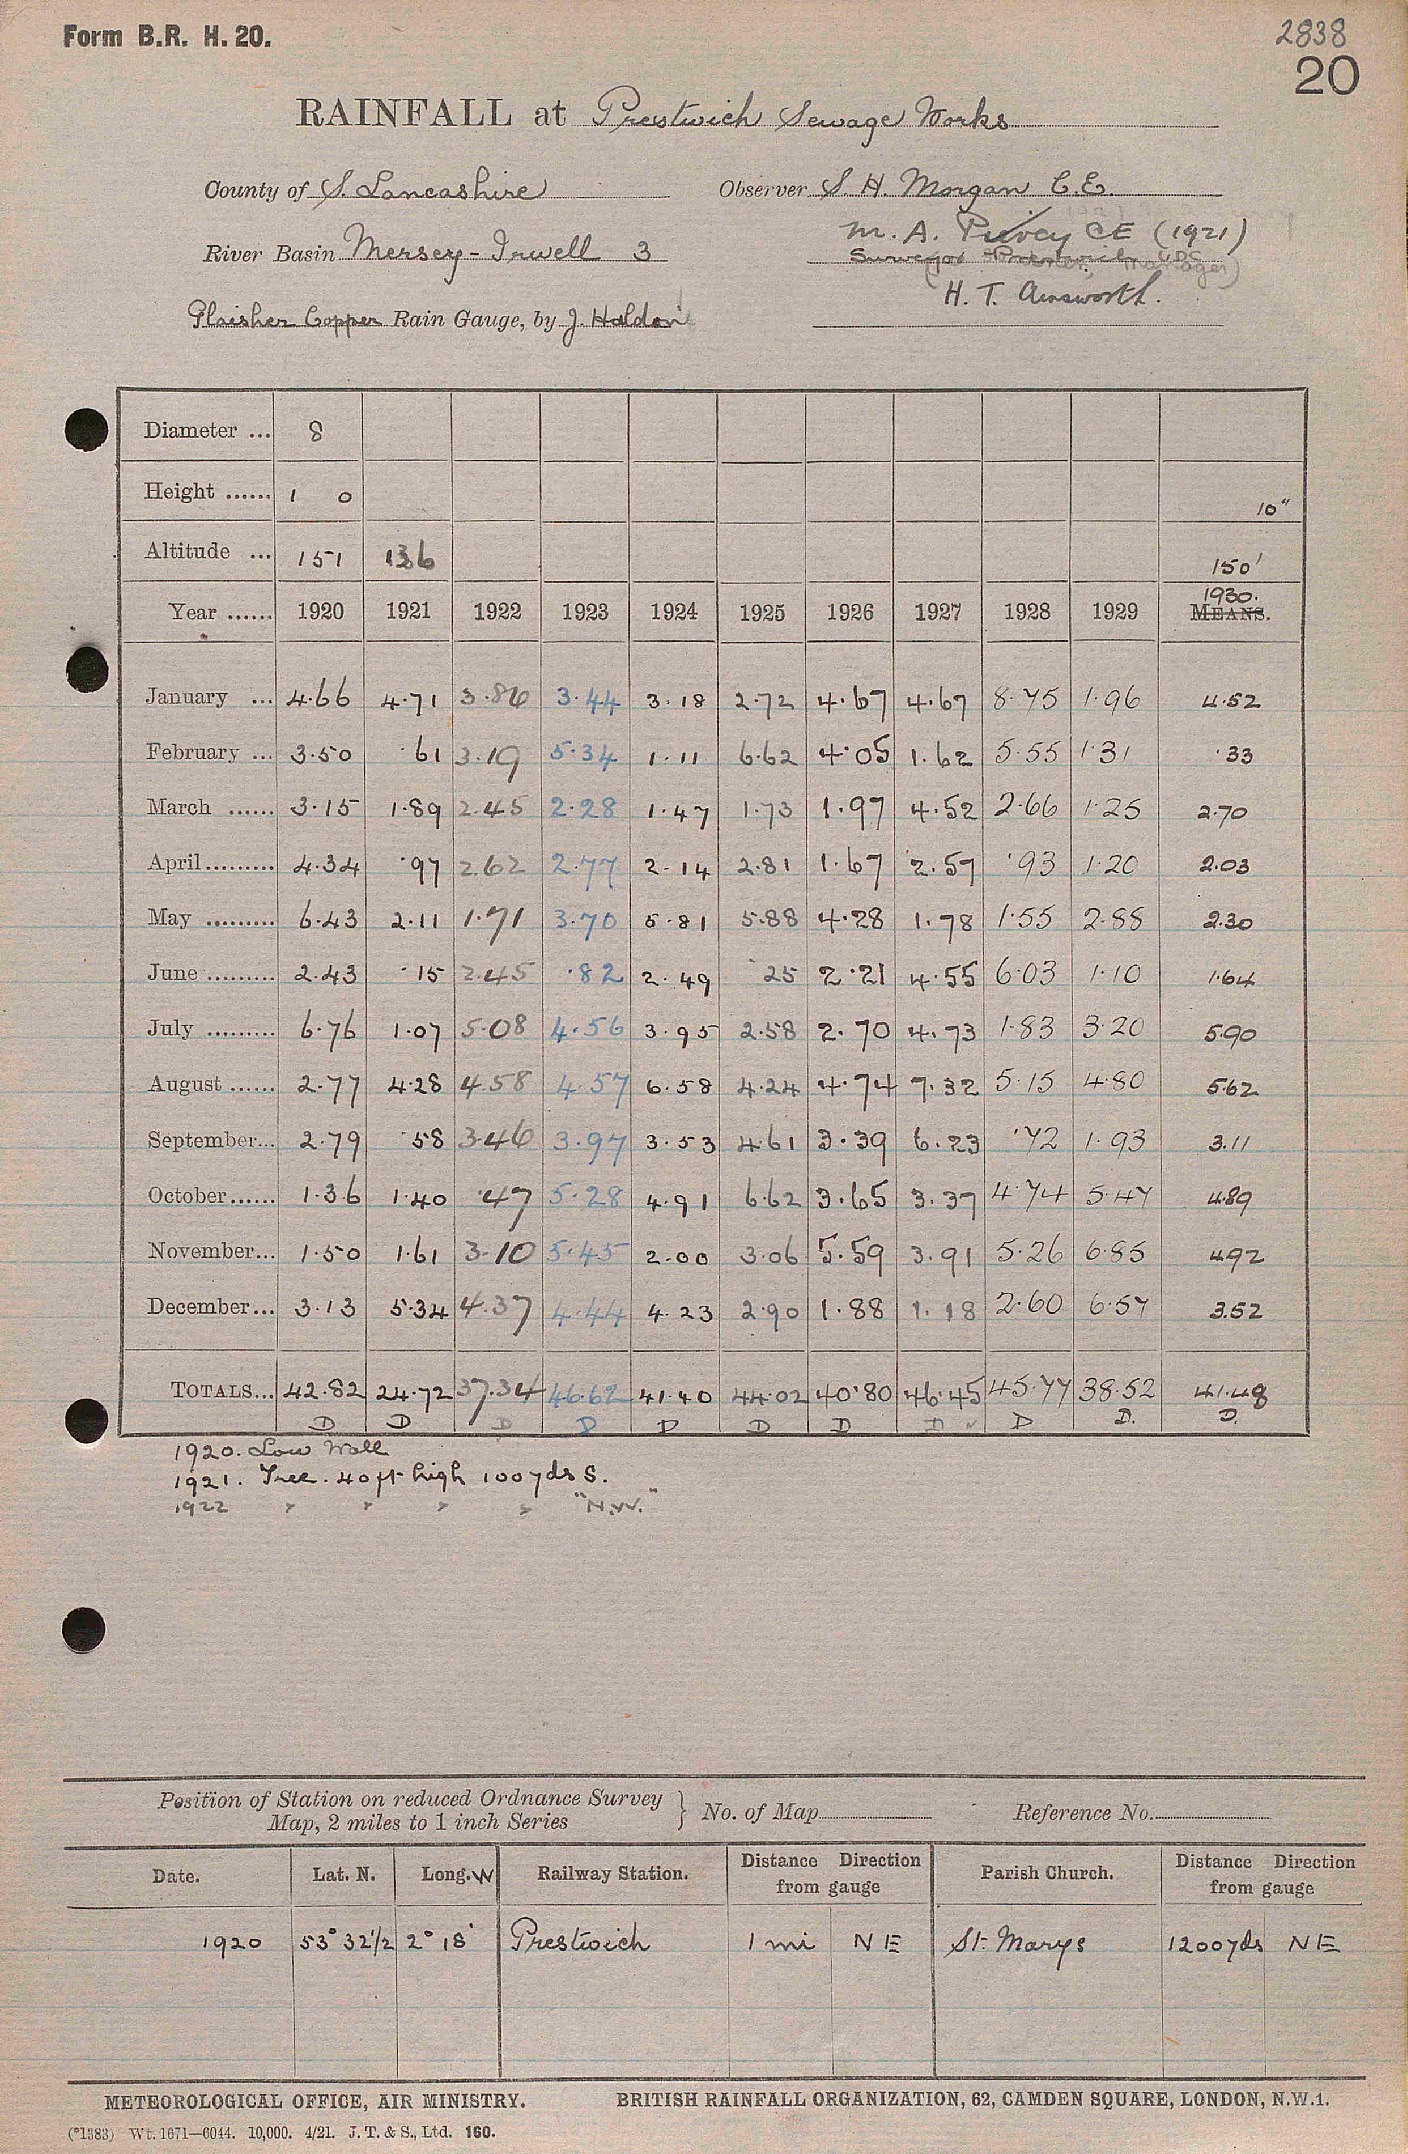 Form B.R. H. 20.
2838
20
RAINFALL at Prestwich Sewage Works
County of S. Lancashire Observer S. H. Morgan C.E.
M. A. Pivcy CE (1921)
River Basin Mersey - Irwell 3
Surveyor Prestwich UDC
Manager)
H. T. Ainsworth.
Copper Rain Gauge, by J. Haldon
Diameter ... 8
Height ...... 1 0 10"
Altitude ... 151 136 150'
Year ...... 1920 1921 1922 1923 1924 1925 1926 1927 1928 1929 1930. MEANS.
January ... 4.66 4.71 3.86 3.44 3.18 2.72 4.67 4.67 8.75 1.96 4.52
February ... 3.50 .61 3.19 5.34 1.11 6.62 4.05 1.62 5.55 1.31 .33
March ...... 3.15 1.89 2.45 2.28 1.47 1.73 1.97 4.52 2.66 1.25 2.70
April ......... 4.34 .97 2.62 2.77 2.14 2.81 1.67 2.57 .93 1.20 2.03
May ......... 6.43 2.11 1.71 3.70 5.81 5.88 4.28 1.78 1.55 2.88 2.30
June ......... 2.43 .15 2.45 .82 2.49 .25 2.21 4.55 6.03 1.10 1.64
July ......... 6.76 1.07 5.08 4.56 3.95 2.58 2.70 4.73 1.83 3.20 5.90
August ...... 2.77 4.28 4.58 4.57 6.58 4.24 4.74 7.32 5.15 4.80 5.62
September... 2.79 .58 3.46 3.97 3.53 4.61 3.39 6.23 .72 1.93 3.11
October ...... 1.36 1.40 .47 5.28 4.91 6.62 3.65 3.37 4.74 5.47 4.89
November... 1.50 1.61 3.10 5.45 2.00 3.06 5.59 3.91 5.26 6.85 4.92
December... 3.13 5.34 4.37 4.44 4.23 2.90 1.88 1.18 2.60 6.57 3.52
TOTALS... 42.82 24.72 37.34 46.62 41.40 44.02 40.80 46.45 45.77 38.52 41.48
D D D D D D D D D D. D.
1920. Low Wall
1921. Tree. 40 ft high 100 yds S.
1922 " " " " "N.W."
Position of Station on reduced Ordnance Survey
Map, 2 miles to 1 inch Series } No. of Map Reference No.
Date. Lat. N. Long. W Railway Station. Distance Direction from gauge Parish Church. Distance Direction from gauge
1920 53° 32 1/2 2° 18' Prestwich 1 mi NE St. Marys 1200 yds NE
METEOROLOGICAL OFFICE, AIR MINISTRY. BRITISH RAINFALL ORGANIZATION, 62, CAMDEN SQUARE, LONDON, N.W.1.
(*1383) Wt. 1671—6044. 10,000. 4/21. J. T. & S., Ltd. 160.